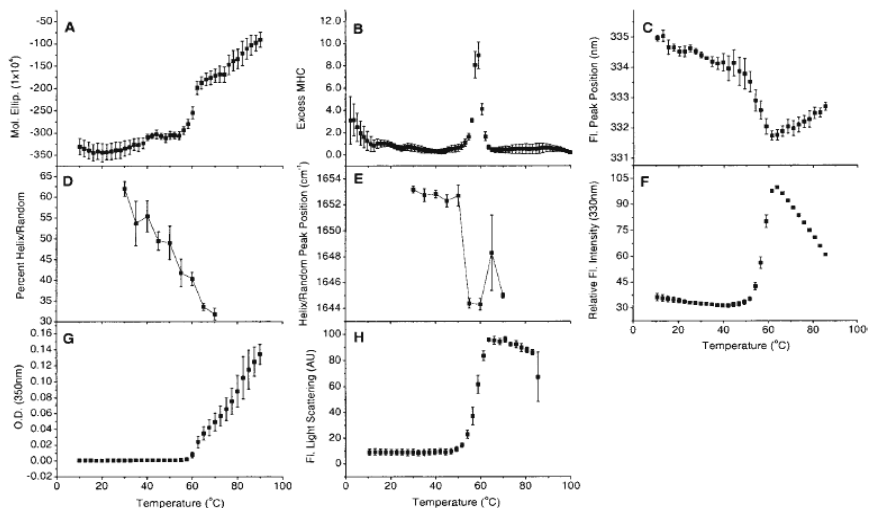 A
Mol. Ellip. (1x10⁴)
-50
-100
-150
-200
-250
-300
-350
B
Excess MHC
12.0
10.0
8.0
6.0
4.0
2.0
0.0
C
Fl. Peak Position (nm)
335
334
333
332
331
D
Percent Helix/Random
65
60
55
50
45
40
35
30
E
Helix/Random Peak Position (cm⁻¹)
1654
1652
1650
1648
1646
1644
F
Relative Fl. Intensity (330nm)
105
90
75
60
45
30
0 20 40 60 80 100
Temperature (°C)
G
O.D. (350nm)
0.16
0.14
0.12
0.10
0.08
0.06
0.04
0.02
0.00
-0.02
0 20 40 60 80 100
Temperature (°C)
H
Fl. Light Scattering (AU)
100
80
60
40
20
0
0 20 40 60 80 100
Temperature (°C)